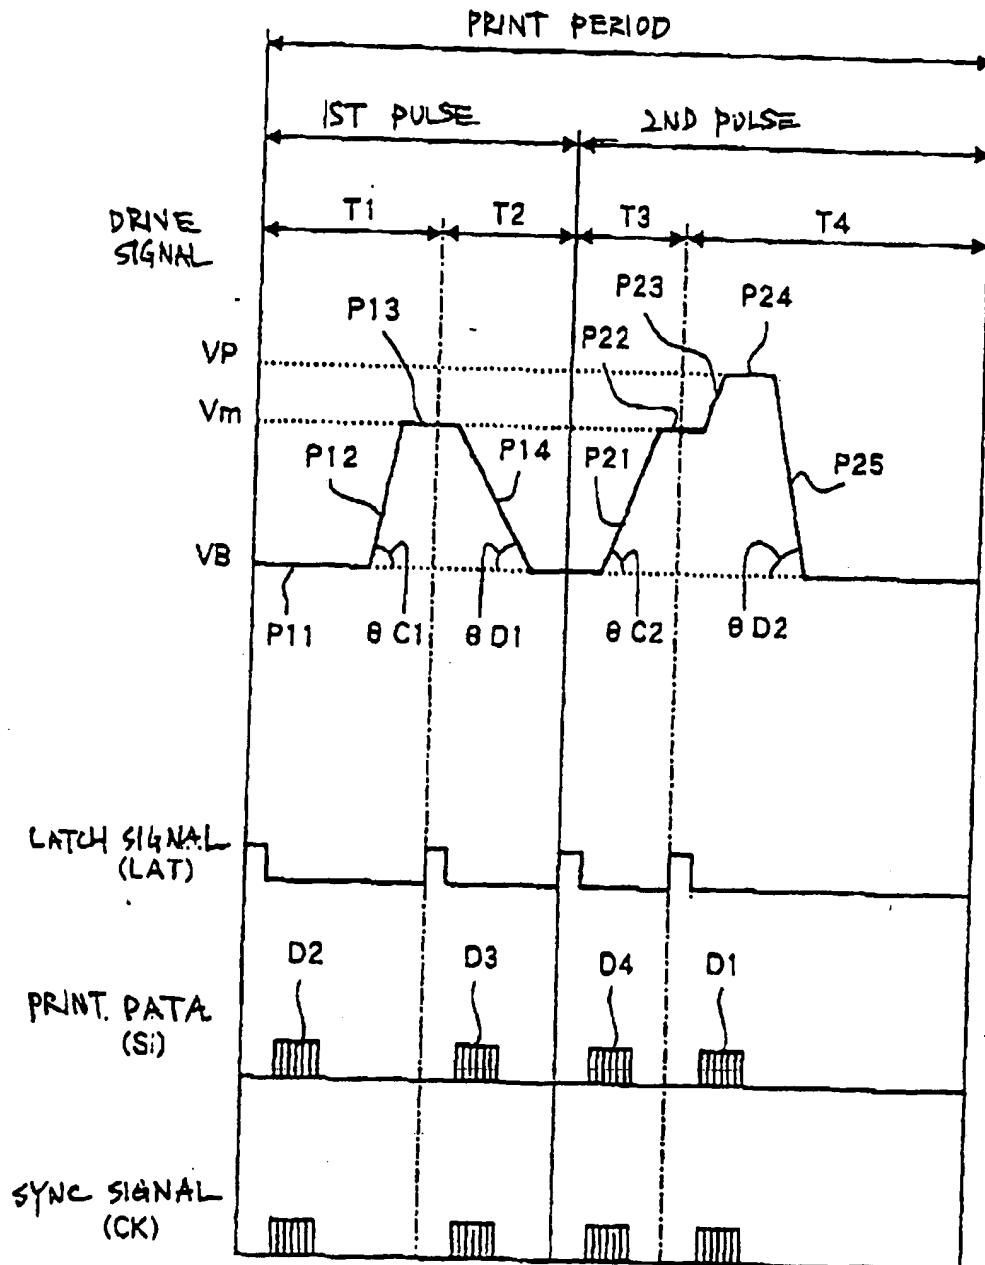 PRINT PERIOD
1ST PULSE 2ND PULSE
DRIVE
SIGNAL
T1 T2 T3 T4
P13 P23 P24
P22
VP
Vm
P12 P14 P21 P25
VB
P11 θC1 θD1 θC2 θD2
LATCH SIGNAL
(LAT)
D2 D3 D4 D1
PRINT DATA
(Si)
SYNC SIGNAL
(CK)